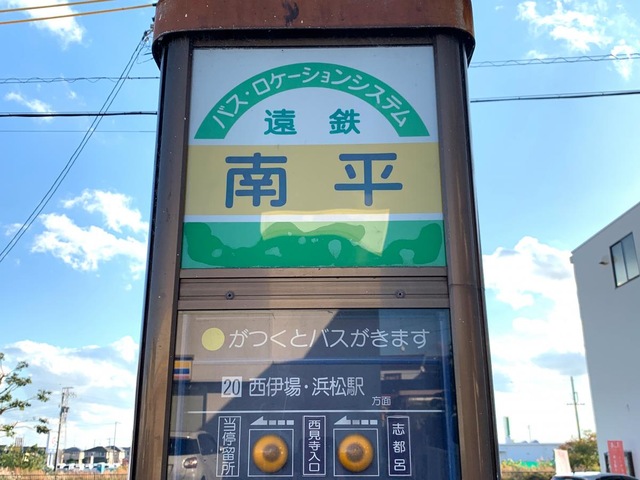 バス・ロケーションシステム
遠鉄
南平
がつくとバスがきます
20 西伊場・浜松駅 方面
当停留所
西見寺入口
志都呂